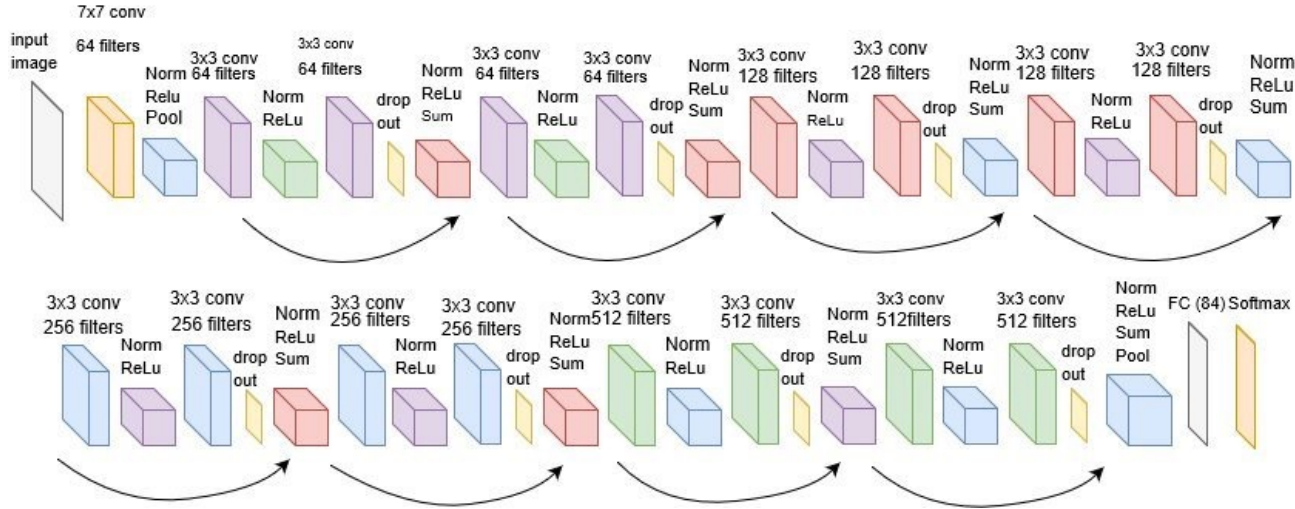 input
image
7x7 conv
64 filters
Norm
Relu
Pool
3x3 conv
64 filters
Norm
ReLu
3x3 conv
64 filters
drop
out
Norm
ReLu
Sum
3x3 conv
64 filters
Norm
ReLu
3x3 conv
64 filters
drop
out
Norm
ReLu
Sum
3x3 conv
128 filters
Norm
ReLu
3x3 conv
128 filters
drop
out
Norm
ReLu
Sum
3x3 conv
128 filters
Norm
ReLu
3x3 conv
128 filters
drop
out
Norm
ReLu
Sum
3x3 conv
256 filters
Norm
ReLu
3x3 conv
256 filters
drop
out
Norm
ReLu
Sum
3x3 conv
256 filters
Norm
ReLu
3x3 conv
256 filters
drop
out
Norm
ReLu
Sum
3x3 conv
512 filters
Norm
ReLu
3x3 conv
512 filters
drop
out
Norm
ReLu
Sum
3x3 conv
512filters
Norm
ReLu
3x3 conv
512 filters
drop
out
Norm
ReLu
Sum
Pool
FC (84) Softmax